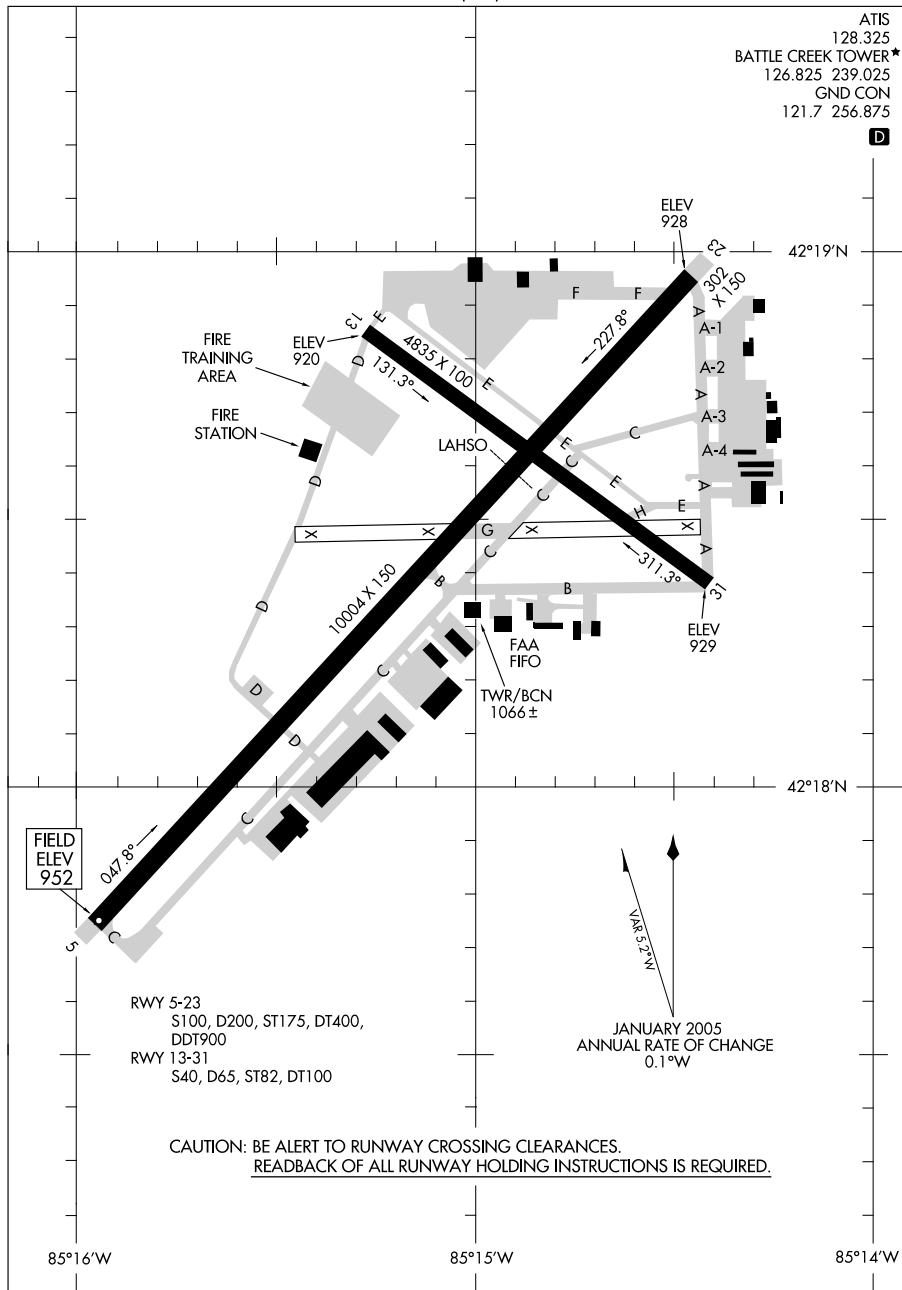 ATIS
128.325
BATTLE CREEK TOWER★
126.825 239.025
GND CON
121.7 256.875
D
ELEV
928
23
42°19'N
302
X 150
F F
A
A-1
A-2
A
A-3
A-4
A
A
13
E
ELEV
920
D
4835 X 100
131.3°
227.8°
E
FIRE
TRAINING
AREA
FIRE
STATION
LAHSO
E
C
C
C
E
H
E
D
X
X
G
X
X
C
311.3°
31
10004 X 150
B
B
ELEV
929
D
FAA
FIFO
TWR/BCN
1066±
C
D
D
42°18'N
C
FIELD
ELEV
952
047.8°
5
C
VAR 5.2°W
JANUARY 2005
ANNUAL RATE OF CHANGE
0.1°W
RWY 5-23
S100, D200, ST175, DT400,
DDT900
RWY 13-31
S40, D65, ST82, DT100
CAUTION: BE ALERT TO RUNWAY CROSSING CLEARANCES.
READBACK OF ALL RUNWAY HOLDING INSTRUCTIONS IS REQUIRED.
85°16'W
85°15'W
85°14'W